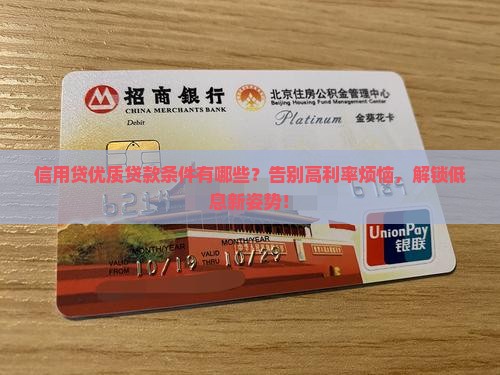 招商银行
CHINA MERCHANTS BANK
Debit
北京住房公积金管理中心
Beijing Housing Fund Management Center
Platinum 金葵花卡
信用贷优质贷款条件有哪些？告别高利率烦恼，解锁低
息新姿势！
MONTH/YEAR MONTH/YEAR
VALID FROM 10/19 VALID THRU 10/29
UnionPay
银联